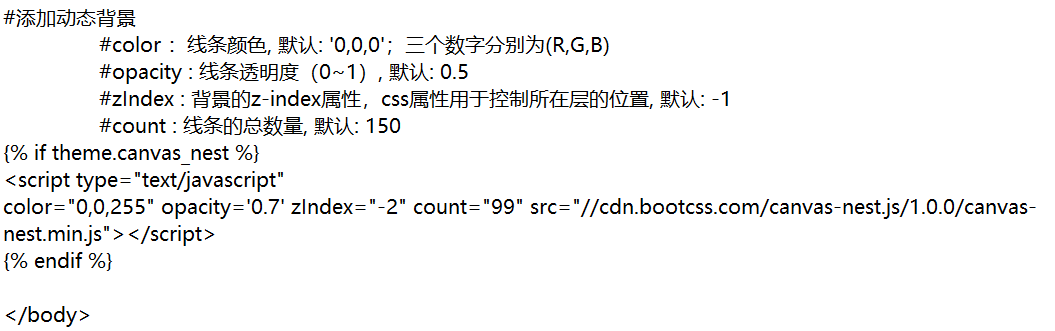 #添加动态背景
#color ：线条颜色, 默认: '0,0,0'；三个数字分别为(R,G,B)
#opacity : 线条透明度（0~1）, 默认: 0.5
#zIndex : 背景的z-index属性，css属性用于控制所在层的位置, 默认: -1
#count : 线条的总数量, 默认: 150
{% if theme.canvas_nest %}
<script type="text/javascript"
color="0,0,255" opacity='0.7' zIndex="-2" count="99" src="//cdn.bootcss.com/canvas-nest.js/1.0.0/canvas-
nest.min.js"></script>
{% endif %}
</body>